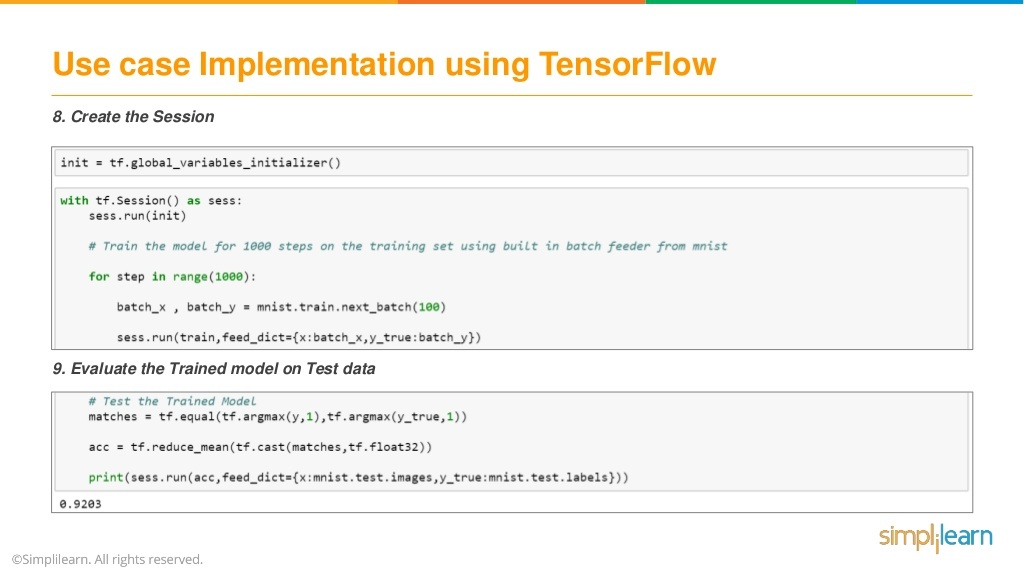 Use case Implementation using TensorFlow
8. Create the Session
init = tf.global_variables_initializer()
with tf.Session() as sess:
    sess.run(init)
    # Train the model for 1000 steps on the training set using built in batch feeder from mnist
    for step in range(1000):
        batch_x , batch_y = mnist.train.next_batch(100)
        sess.run(train,feed_dict={x:batch_x,y_true:batch_y})
9. Evaluate the Trained model on Test data
    # Test the Trained Model
    matches = tf.equal(tf.argmax(y,1),tf.argmax(y_true,1))
    acc = tf.reduce_mean(tf.cast(matches,tf.float32))
    print(sess.run(acc,feed_dict={x:mnist.test.images,y_true:mnist.test.labels}))
0.9203
simplilearn
©Simplilearn. All rights reserved.